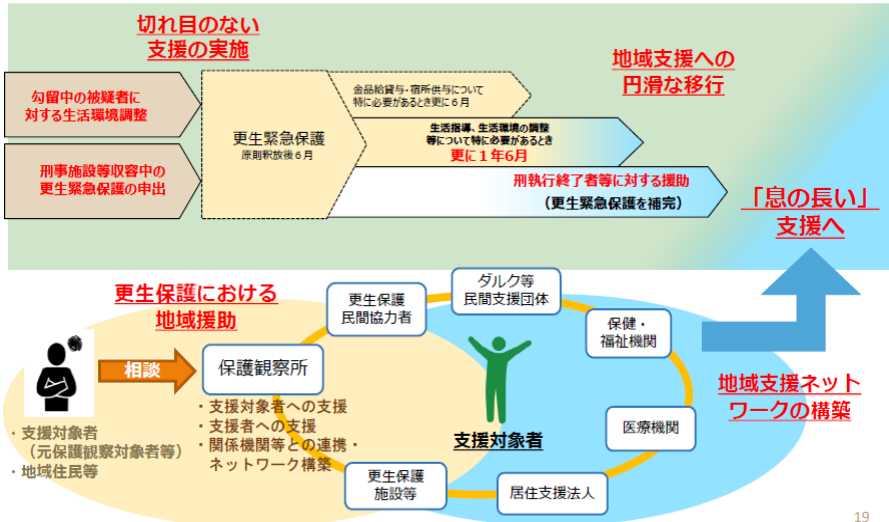 切れ目のない
支援の実施
地域支援への
円滑な移行
勾留中の被疑者に
対する生活環境調整
刑事施設等収容中の
更生緊急保護の申出
更生緊急保護
原則釈放後6月
金品給貸与・宿所供与について
特に必要があるとき更に6月
生活指導、生活環境の調整
等について特に必要があるとき
更に1年6月
刑執行終了者等に対する援助
(更生緊急保護を補完)
「息の長い」
支援へ
更生保護における
地域援助
相談
保護観察所
・支援対象者への支援
・支援者への支援
・関係機関等との連携・
ネットワーク構築
・支援対象者
(元保護観察対象者等)
・地域住民等
更生保護
民間協力者
ダルク等
民間支援団体
保健・
福祉機関
医療機関
居住支援法人
更生保護
施設等
支援対象者
地域支援ネット
ワークの構築
19